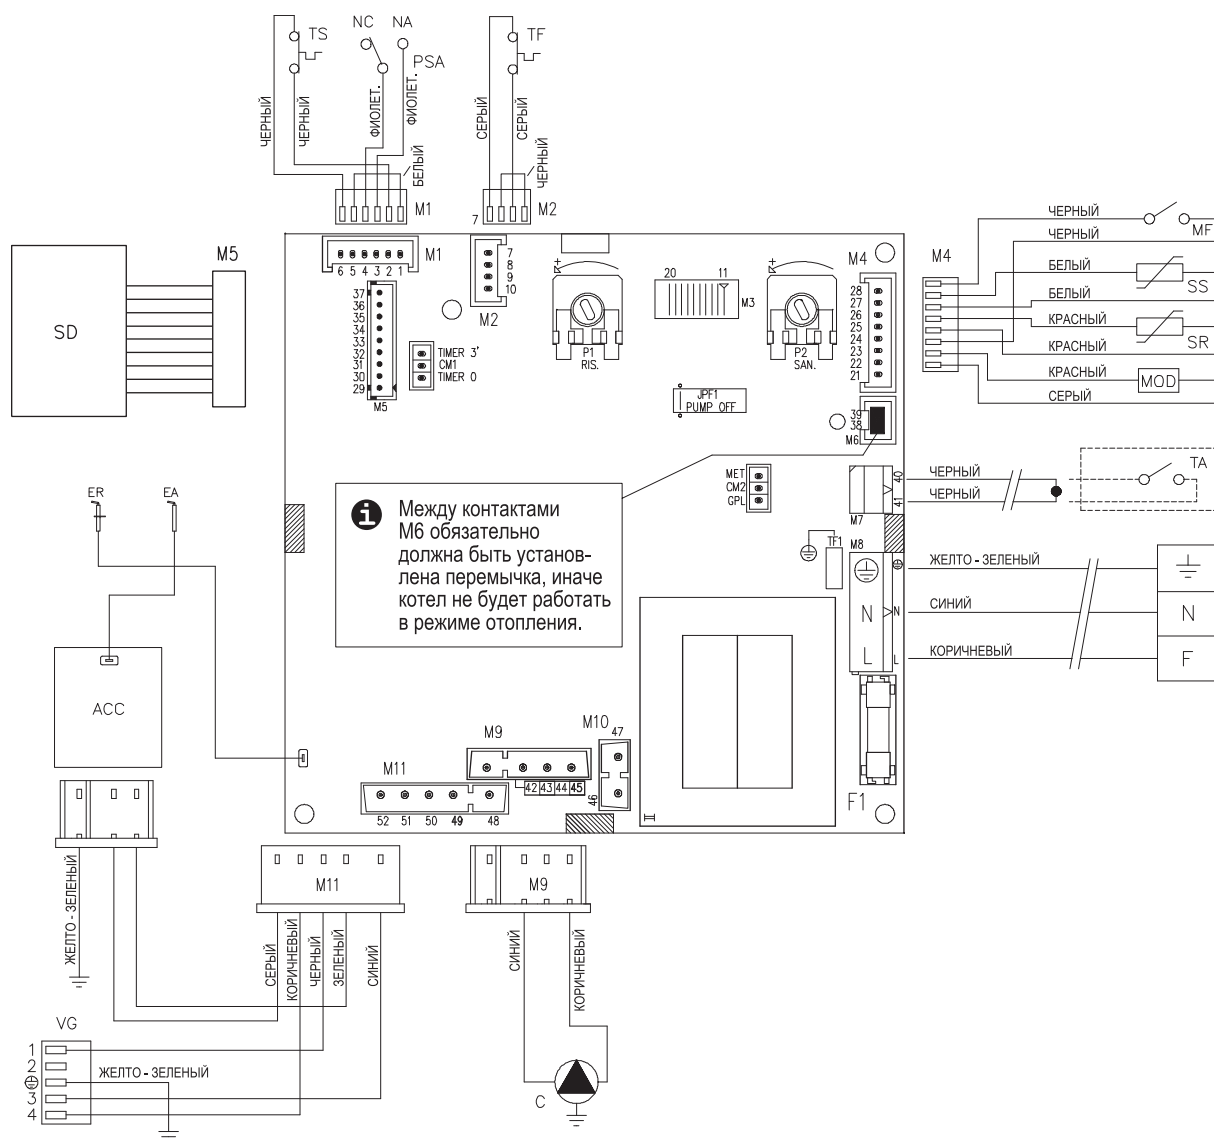 TS
NC
NA
PSA
TF
ЧЕРНЫЙ
ЧЕРНЫЙ
ФИОЛЕТ.
ФИОЛЕТ.
БЕЛЫЙ
СЕРЫЙ
СЕРЫЙ
ЧЕРНЫЙ
M1
7
M2
SD
M5
M1
6 5 4 3 2 1
7
8
9
10
M2
37
36
35
34
33
32
31
30
29
M5
TIMER 3'
CM1
TIMER 0
+
P1
RIS.
20
11
M3
+
P2
SAN.
JPF1
PUMP OFF
M4
28
27
26
25
24
23
22
21
39
38
M6
M4
ЧЕРНЫЙ
MF
ЧЕРНЫЙ
БЕЛЫЙ
SS
БЕЛЫЙ
КРАСНЫЙ
SR
КРАСНЫЙ
КРАСНЫЙ
MOD
СЕРЫЙ
MET
CM2
GPL
40
41
M7
ЧЕРНЫЙ
ЧЕРНЫЙ
TA
i
Между контактами
М6 обязательно
должна быть установ-
лена перемычка, иначе
котел не будет работать
в режиме отопления.
TF1
M8
N
L
N
L
ЖЕЛТО - ЗЕЛЕНЫЙ
СИНИЙ
N
КОРИЧНЕВЫЙ
F
ER
EA
ACC
F1
M9
42 43 44 45
M10
47
46
M11
52 51 50 49 48
M11
M9
ЖЕЛТО - ЗЕЛЕНЫЙ
СЕРЫЙ
КОРИЧНЕВЫЙ
ЧЕРНЫЙ
ЗЕЛЕНЫЙ
СИНИЙ
СИНИЙ
КОРИЧНЕВЫЙ
VG
1
2
3
4
ЖЕЛТО - ЗЕЛЕНЫЙ
C